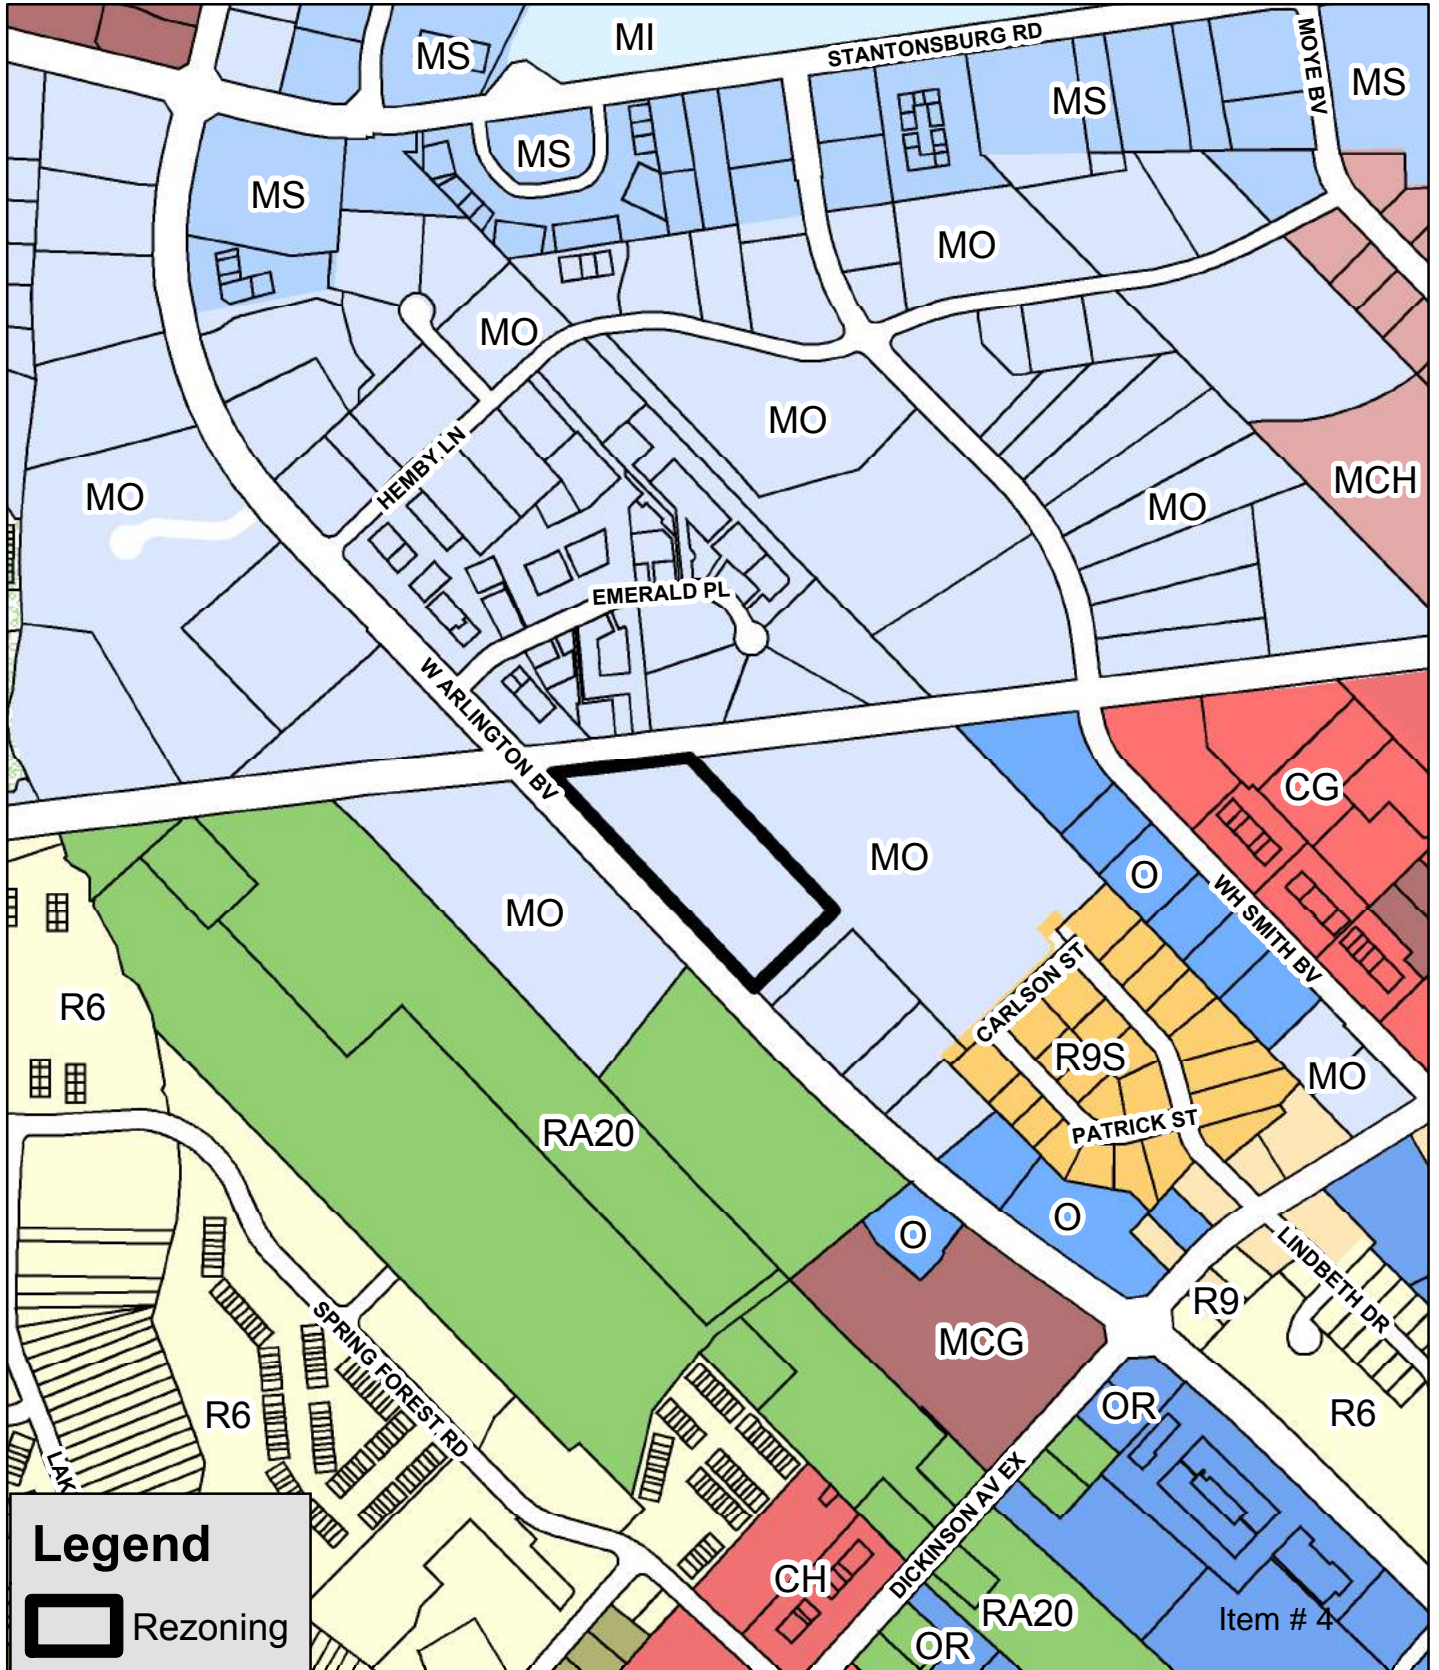 MI
STANTONSBURG RD
MOYE BV
MS
MS
MS
MS
MS
MO
MO
MO
MCH
HEMBY LN
MO
MO
EMERALD PL
W ARLINGTON BV
CG
MO
O
WH SMITH BV
MO
R6
CARLSON ST
R9S
MO
RA20
PATRICK ST
O
O
LINDBETH DR
R9
SPRING FOREST RD
MCG
R6
OR
R6
LAK
DICKINSON AV EX
Legend
CH
RA20
Item # 4
Rezoning
OR